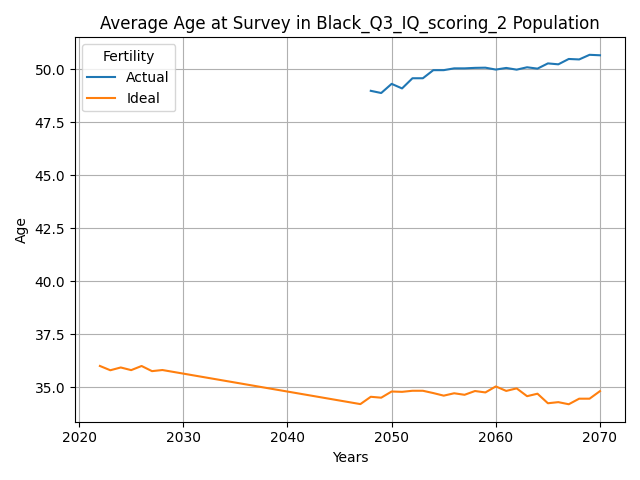 Average Age at Survey in Black_Q3_IQ_scoring_2 Population
Fertility
Actual
Ideal
50.0
47.5
45.0
42.5
40.0
37.5
35.0
Age
2020 2030 2040 2050 2060 2070
Years